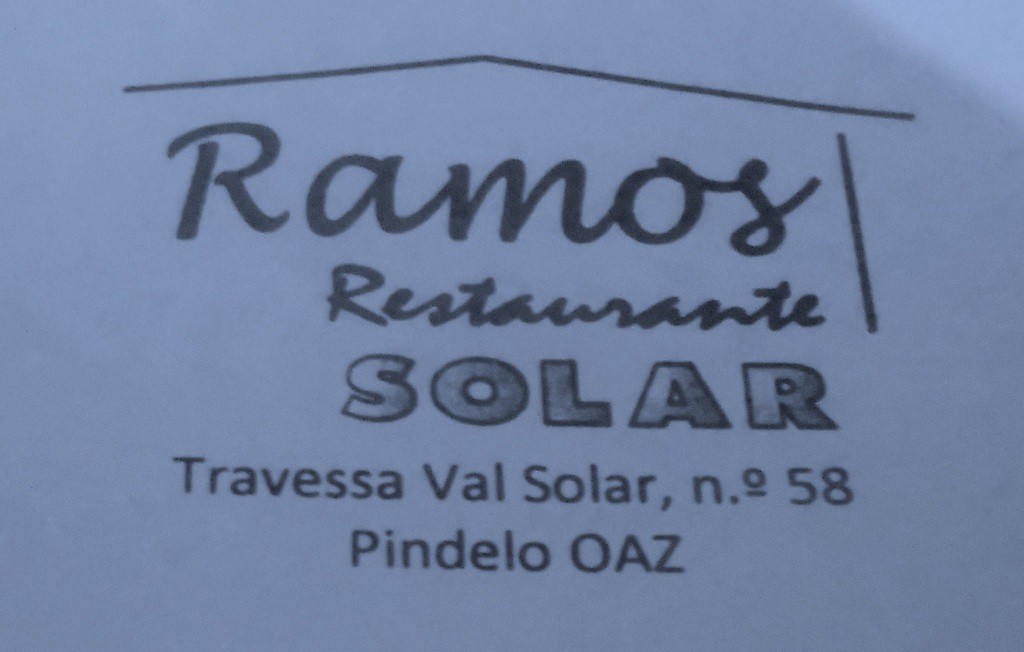 Ramos
Restaurante
SOLAR
Travessa Val Solar, n.º 58
Pindelo OAZ